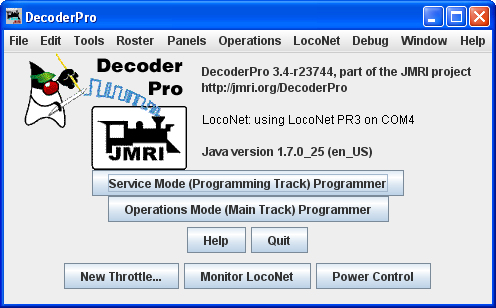 DecoderPro
File Edit Tools Roster Panels Operations LocoNet Debug Window Help
Decoder
Pro
JMRI
DecoderPro 3.4-r23744, part of the JMRI project
http://jmri.org/DecoderPro
LocoNet: using LocoNet PR3 on COM4
Java version 1.7.0_25 (en_US)
Service Mode (Programming Track) Programmer
Operations Mode (Main Track) Programmer
Help Quit
New Throttle... Monitor LocoNet Power Control